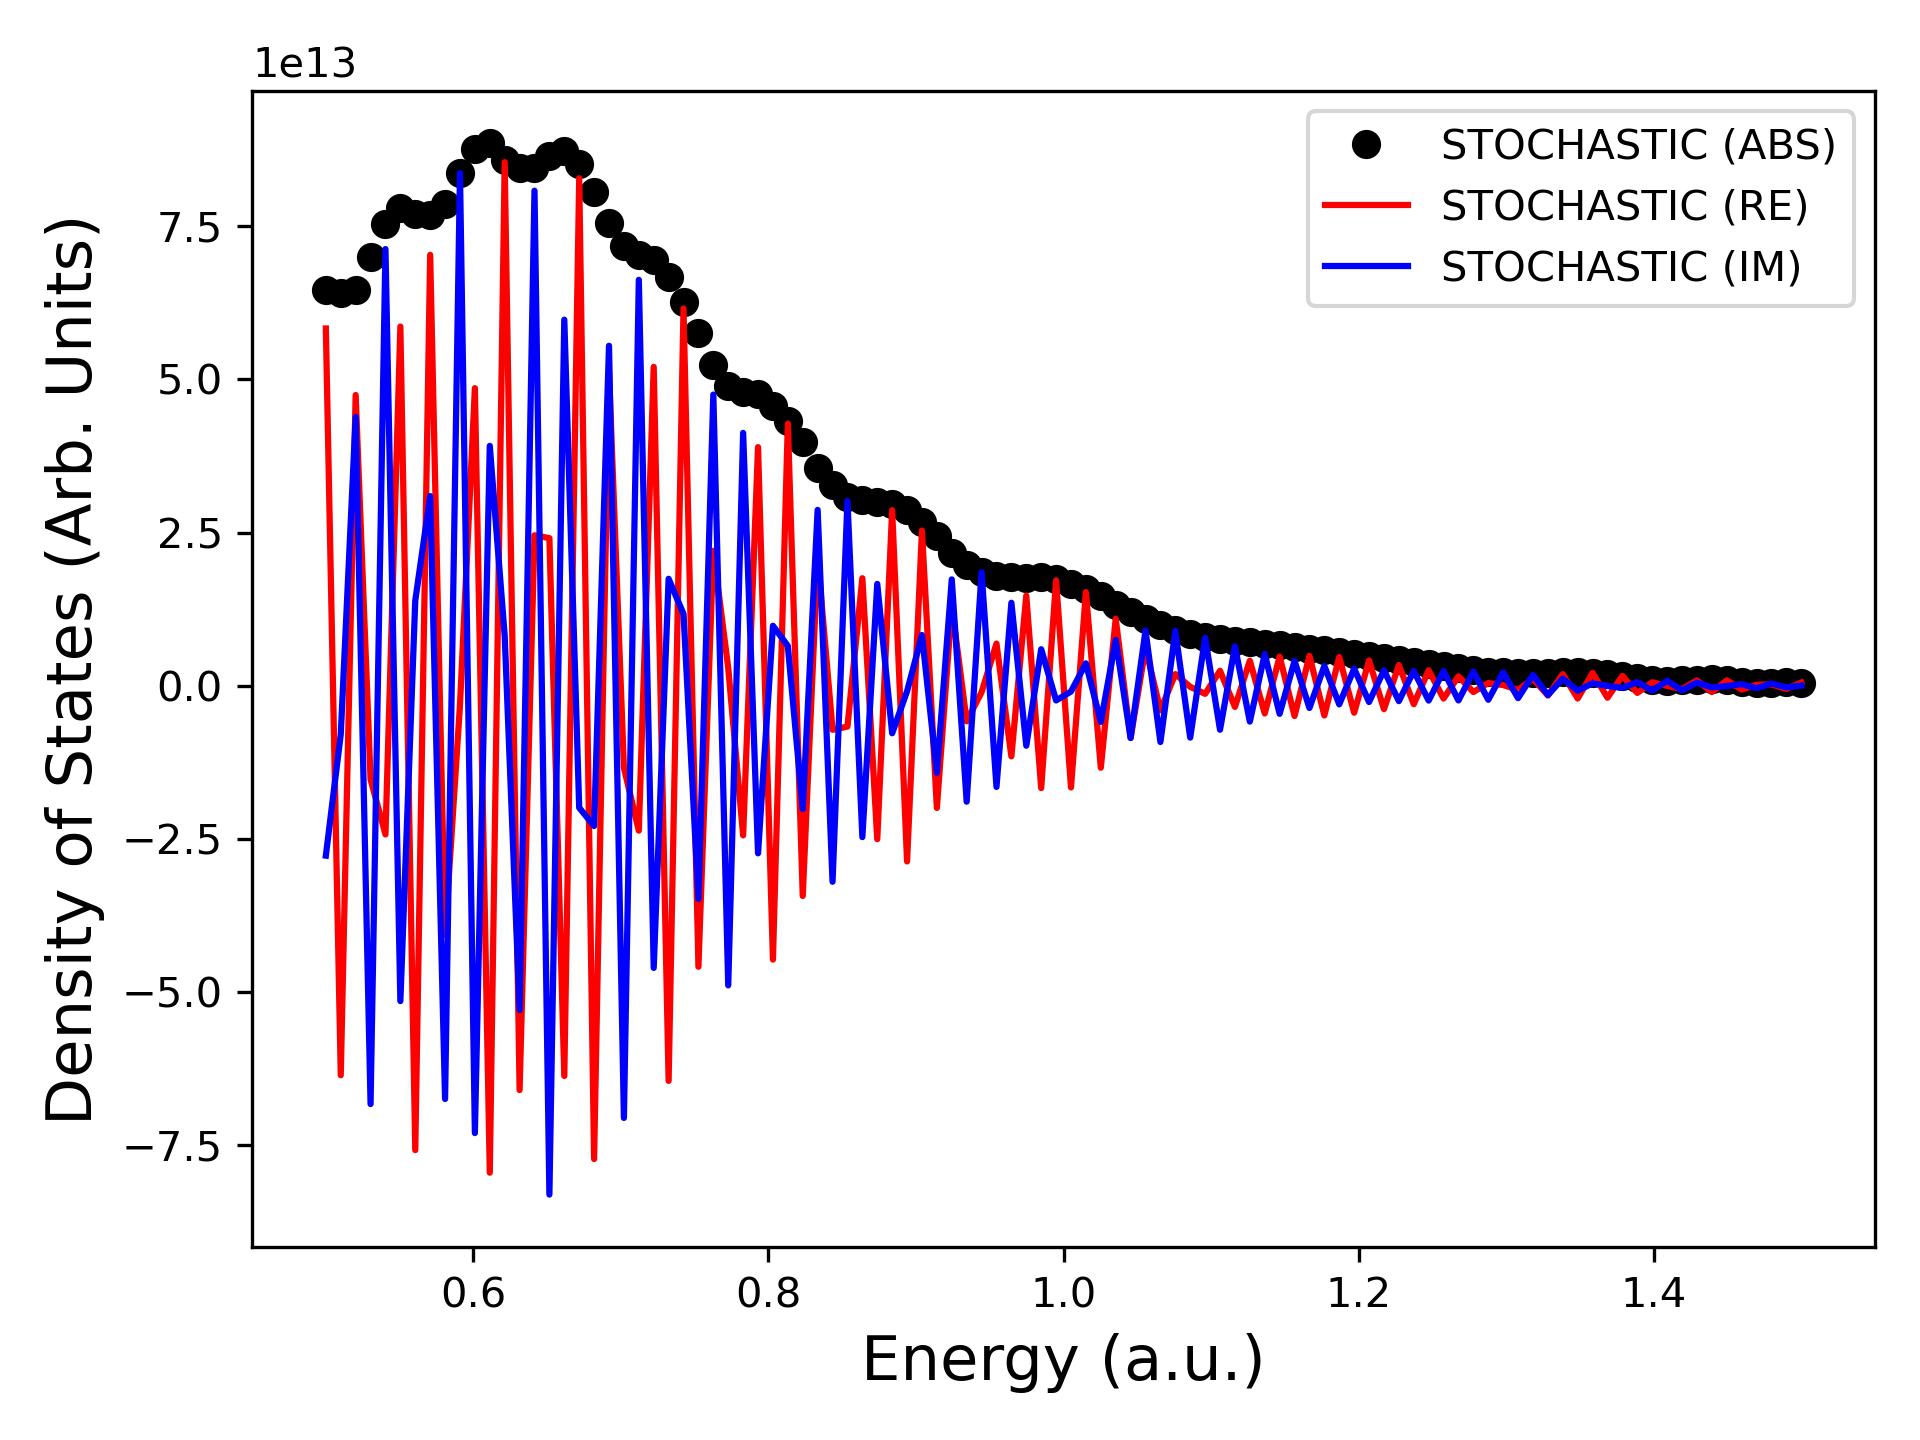 1e13
STOCHASTIC (ABS)
STOCHASTIC (RE)
STOCHASTIC (IM)
Density of States (Arb. Units)
7.5
5.0
2.5
0.0
−2.5
−5.0
−7.5
0.6 0.8 1.0 1.2 1.4
Energy (a.u.)